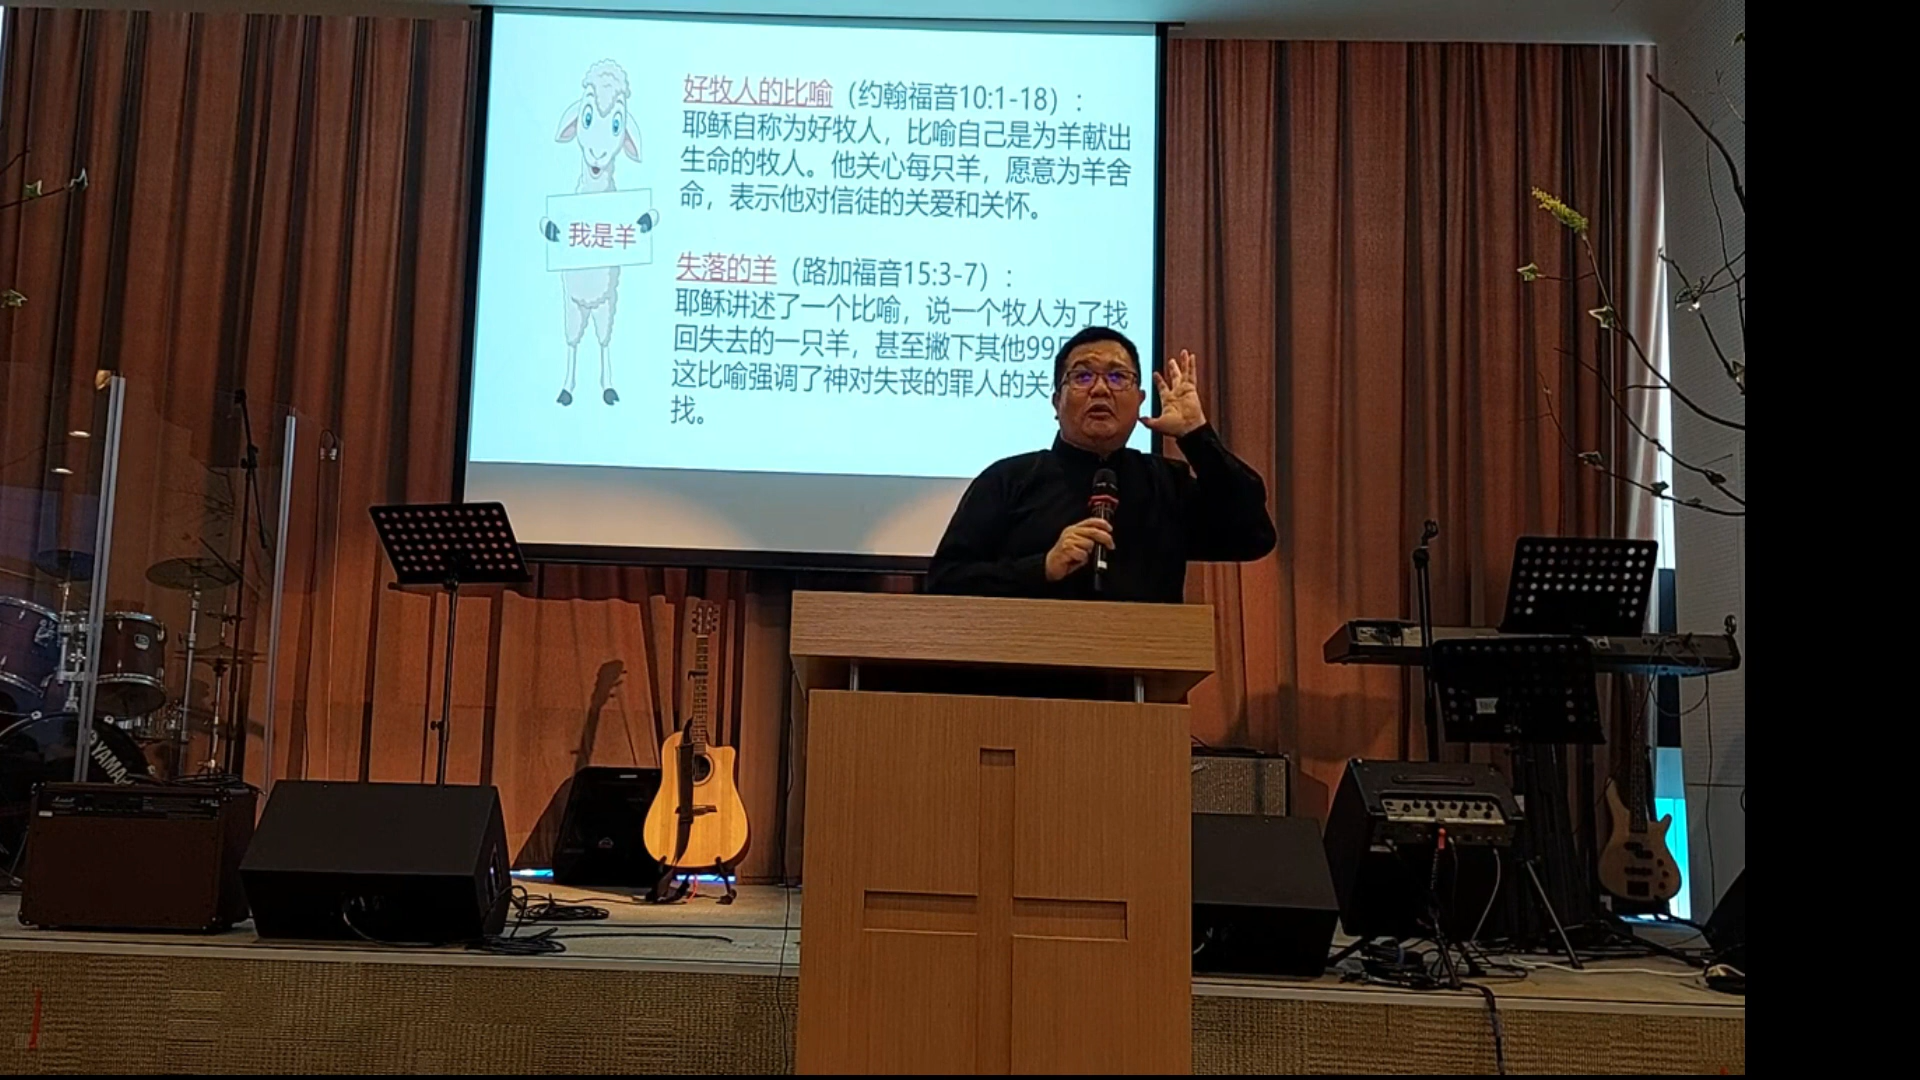 好牧人的比喻（约翰福音10:1-18）：
耶稣自称为好牧人，比喻自己是为羊献出
生命的牧人。他关心每只羊，愿意为羊舍
命，表示他对信徒的关爱和关怀。
我是羊
失落的羊（路加福音15:3-7）：
耶稣讲述了一个比喻，说一个牧人为了找
回失去的一只羊，甚至撇下其他99
这比喻强调了神对失丧的罪人的关
找。
YAMAH